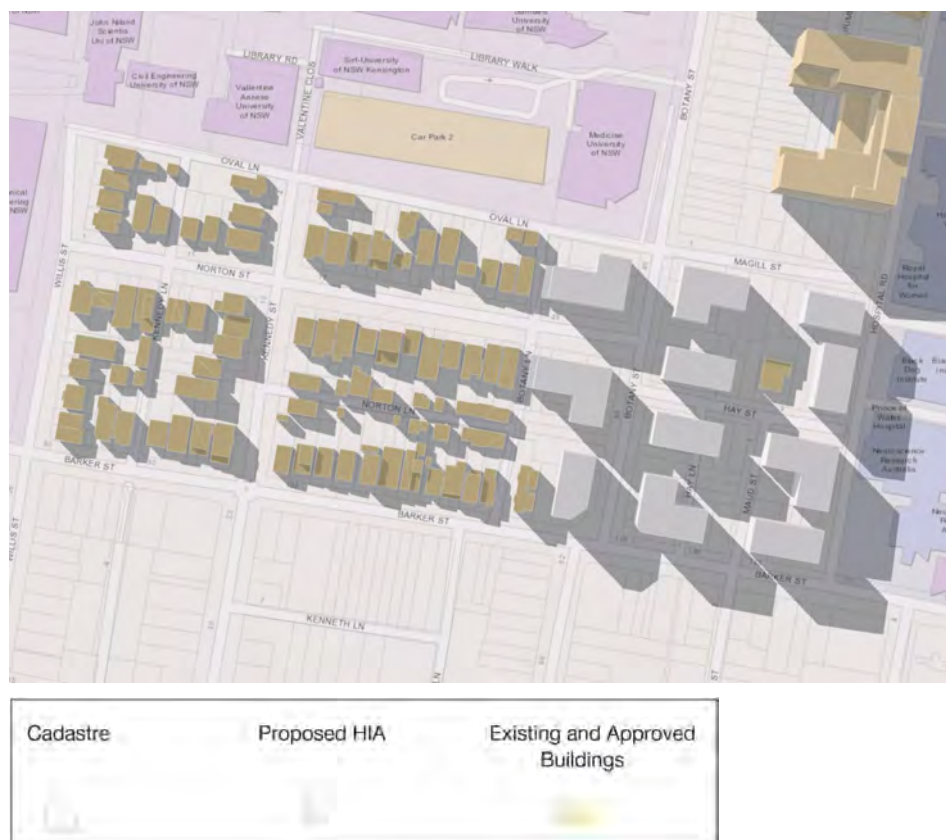 John Niland
Scientia
Uni of NSW
Civil Engineering
University of NSW
LIBRARY RD
Vallentine
Annexe
University
of NSW
VALENTINE CLOS
University
of NSW
of NSW Kensington
LIBRARY WALK
Car Park 2
Medicine
University
of NSW
BOTANY ST
OVAL LN
OVAL LN
WILLIS ST
NORTON ST
KENNEDY LN
KENNEDY ST
MAGILL ST
HOSPITAL RD
Royal
Hospital
for
Women
BOTANY LN
BOTANY ST
NORTON LN
HAY ST
Black
Dog
Institute
Prince of
Wales
Hospital
Neuroscience
Research
Australia
HAY LN
MAUD ST
BARKER ST
BARKER ST
BARKER ST
WILLIS ST
KENNETH LN
Cadastre
Proposed HIA
Existing and Approved
Buildings